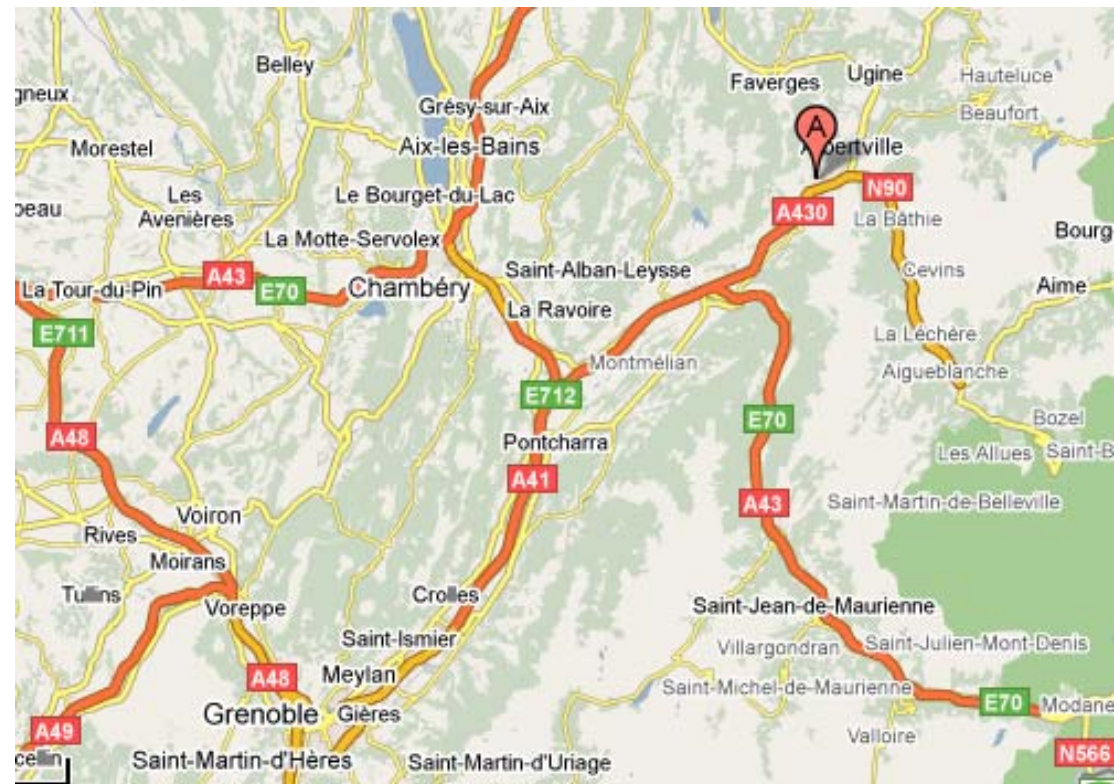 Belley
Faverges
Ugine
Hauteluce
gneux
Grésy-sur-Aix
Beaufort
A
Morestel
Aix-les-Bains
Les
Avenières
Le Bourget-du-Lac
N90
peau
A430
La Bâthie
La Motte-Servolex
Bourg
A43
Saint-Alban-Leysse
Cevins
La Tour-du-Pin
E70
Chambéry
Aime
La Ravoire
E711
La Léchère
Montmélian
Aigueblanche
E712
E70
Bozel
A48
Pontcharra
Les Allues
Saint-B
A41
A43
Saint-Martin-de-Belleville
Voiron
Rives
Moirans
Tullins
Crolles
Voreppe
Saint-Jean-de-Maurienne
Saint-Ismier
Villargondran
Saint-Julien-Mont-Denis
A48
Meylan
Saint-Michel-de-Maurienne
E70
Modane
Grenoble
Gières
A49
Valloire
cellin
Saint-Martin-d'Hères
Saint-Martin-d'Uriage
N566